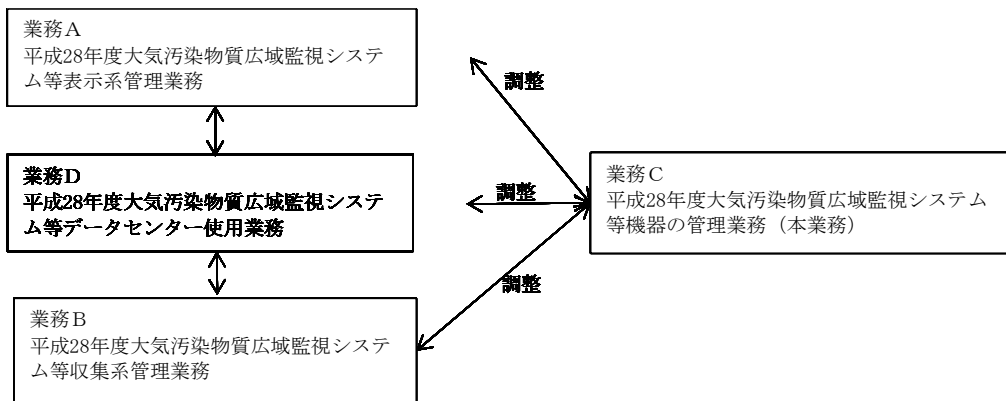 業務A
平成28年度大気汚染物質広域監視システ
ム等表示系管理業務
調整
業務D
平成28年度大気汚染物質広域監視システ
ム等データセンター使用業務
調整
業務C
平成28年度大気汚染物質広域監視システム
等機器の管理業務（本業務）
調整
業務B
平成28年度大気汚染物質広域監視システ
ム等収集系管理業務